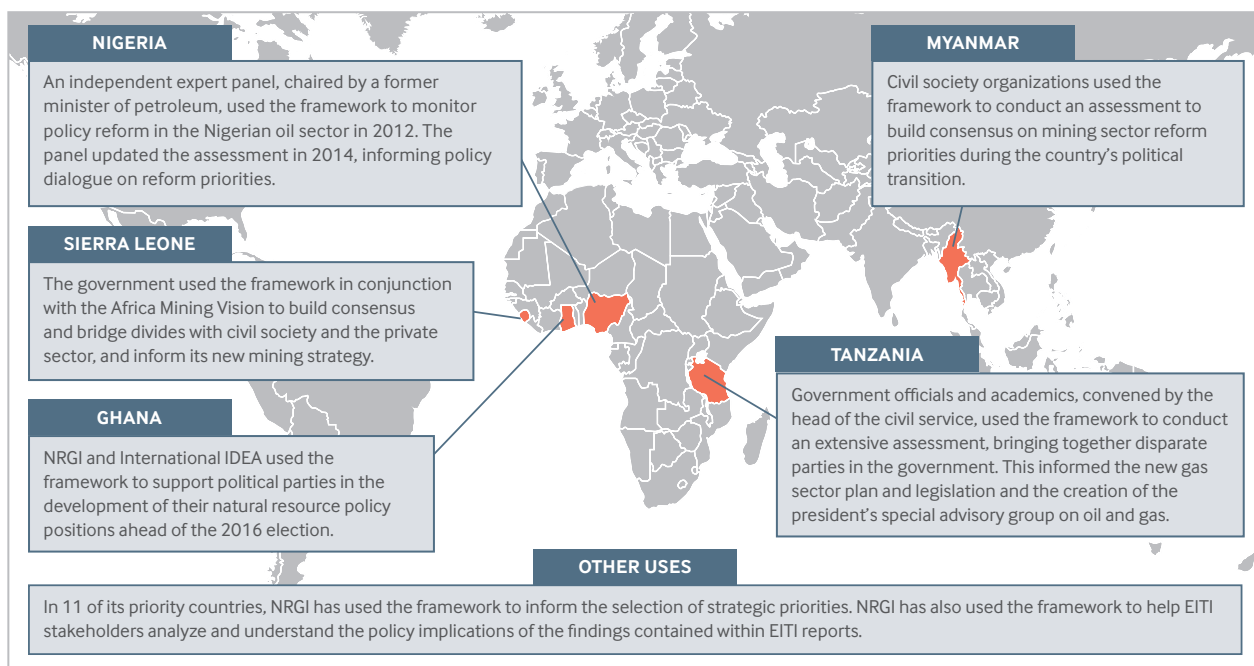 NIGERIA
An independent expert panel, chaired by a former
minister of petroleum, used the framework to monitor
policy reform in the Nigerian oil sector in 2012. The
panel updated the assessment in 2014, informing policy
dialogue on reform priorities.
MYANMAR
Civil society organizations used the
framework to conduct an assessment to
build consensus on mining sector reform
priorities during the country’s political
transition.
SIERRA LEONE
The government used the framework in conjunction
with the Africa Mining Vision to build consensus
and bridge divides with civil society and the private
sector, and inform its new mining strategy.
TANZANIA
Government officials and academics, convened by the
head of the civil service, used the framework to conduct
an extensive assessment, bringing together disparate
parties in the government. This informed the new gas
sector plan and legislation and the creation of the
president’s special advisory group on oil and gas.
GHANA
NRGI and International IDEA used the
framework to support political parties in the
development of their natural resource policy
positions ahead of the 2016 election.
OTHER USES
In 11 of its priority countries, NRGI has used the framework to inform the selection of strategic priorities. NRGI has also used the framework to help EITI
stakeholders analyze and understand the policy implications of the findings contained within EITI reports.